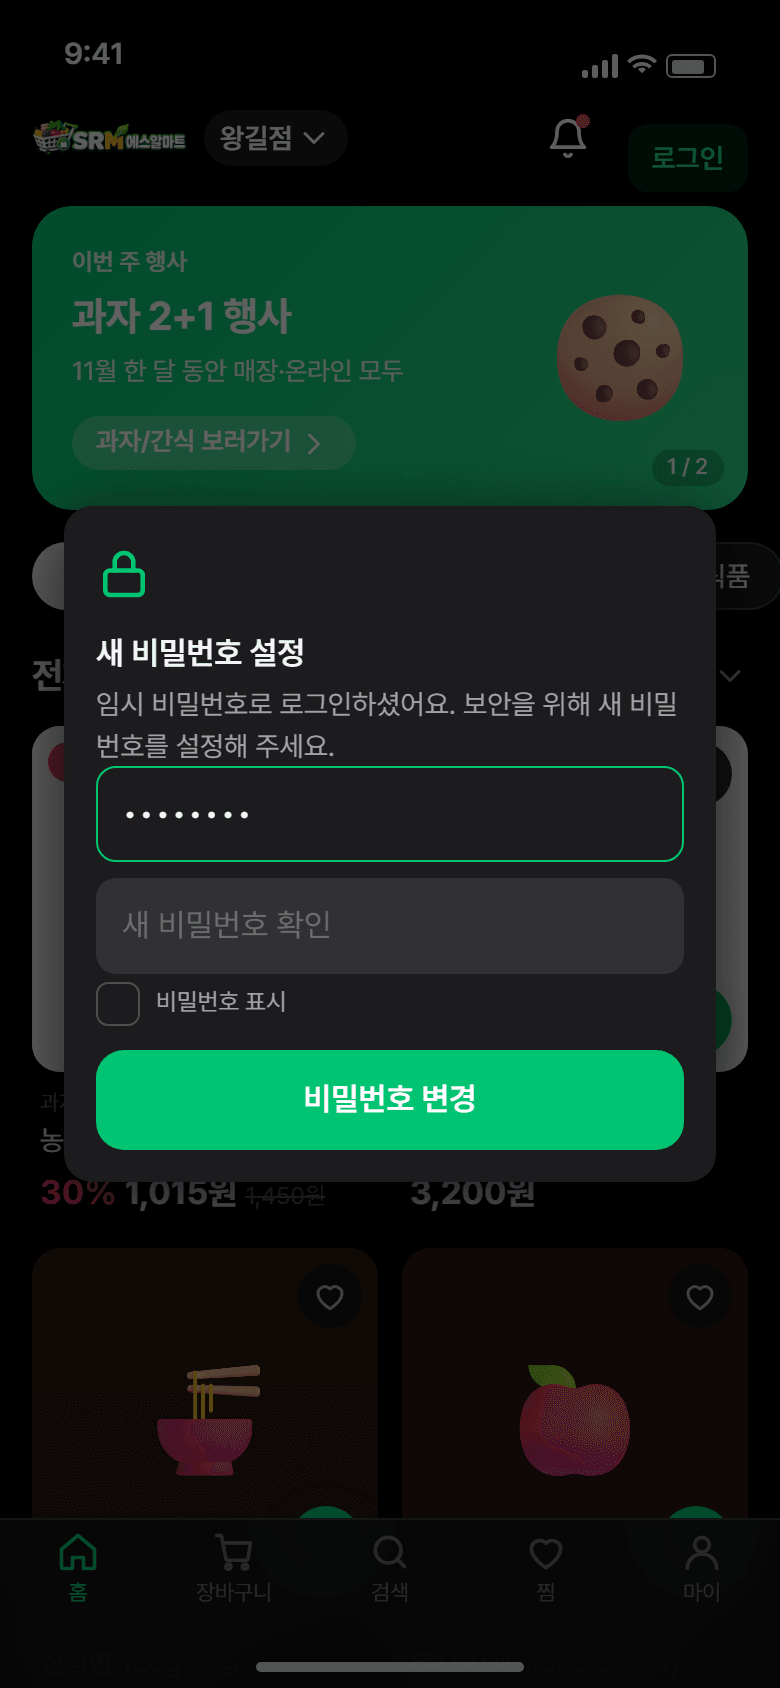 9:41
SRM 에스알마트
왕길점
로그인
이번 주 행사
과자 2+1 행사
11월 한 달 동안 매장·온라인 모두
과자/간식 보러가기
1 / 2
식품
전
새 비밀번호 설정
임시 비밀번호로 로그인하셨어요. 보안을 위해 새 비밀
번호를 설정해 주세요.
••••••••
새 비밀번호 확인
비밀번호 표시
비밀번호 변경
과자
농
30% 1,015원 1,450원
3,200원
홈
장바구니
검색
찜
마이